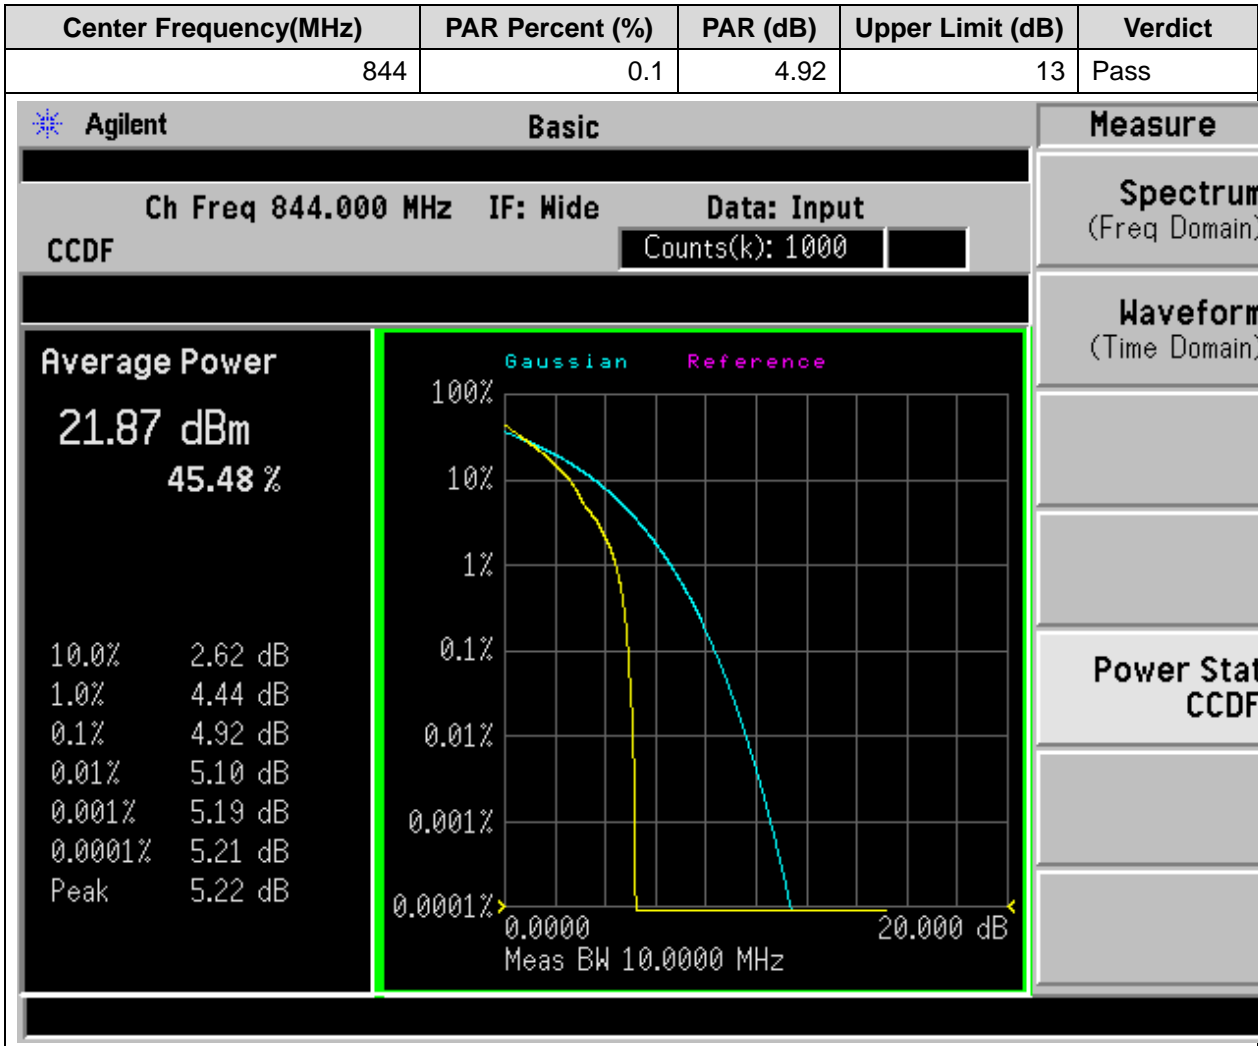 Center Frequency(MHz) PAR Percent (%) PAR (dB) Upper Limit (dB) Verdict
844 0.1 4.92 13 Pass
Agilent Basic Measure
Ch Freq 844.000 MHz IF: Wide Data: Input
CCDF Counts(k): 1000
Average Power
21.87 dBm
45.48 %
10.0% 2.62 dB
1.0% 4.44 dB
0.1% 4.92 dB
0.01% 5.10 dB
0.001% 5.19 dB
0.0001% 5.21 dB
Peak 5.22 dB
Gaussian Reference
100%
10%
1%
0.1%
0.01%
0.001%
0.0001%
0.0000 20.000 dB
Meas BW 10.0000 MHz
Spectrum
(Freq Domain)
Waveform
(Time Domain)
Power Stat
CCDF